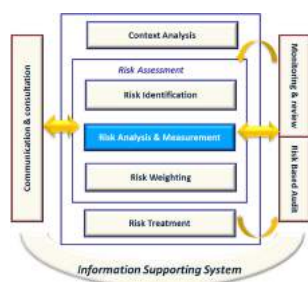 Context Analysis
Risk Assessment
Risk Identification
Risk Analysis & Measurement
Risk Weighting
Risk Treatment
Communication & consultation
Monitoring & review
Risk Based Audit
Information Supporting System